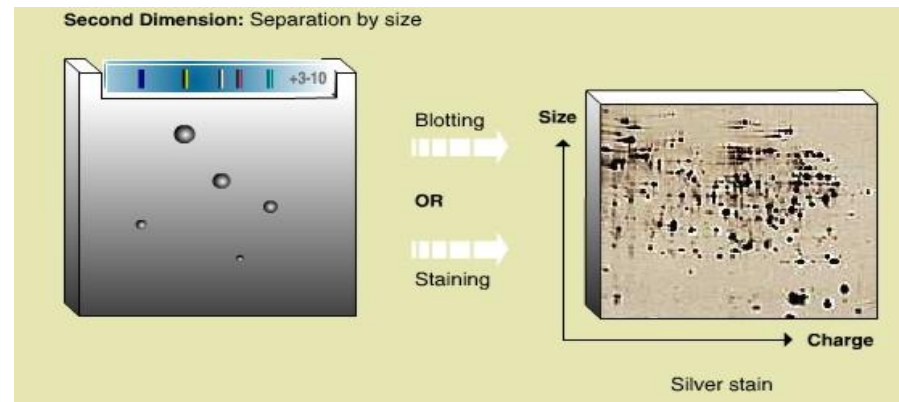 Second Dimension: Separation by size
+3-10
Blotting
OR
Staining
Size
Charge
Silver stain